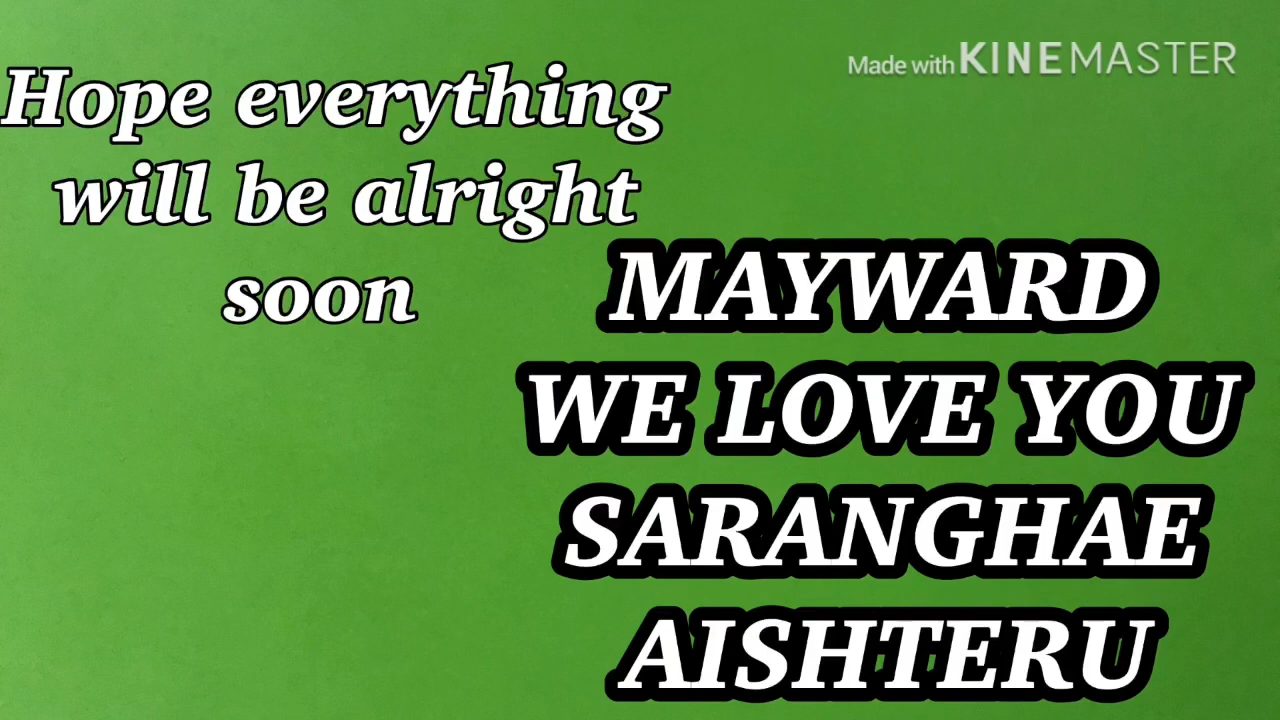 Made with KINEMASTER
Hope everything
will be alright
soon
MAYWARD
WE LOVE YOU
SARANGHAE
AISHTERU